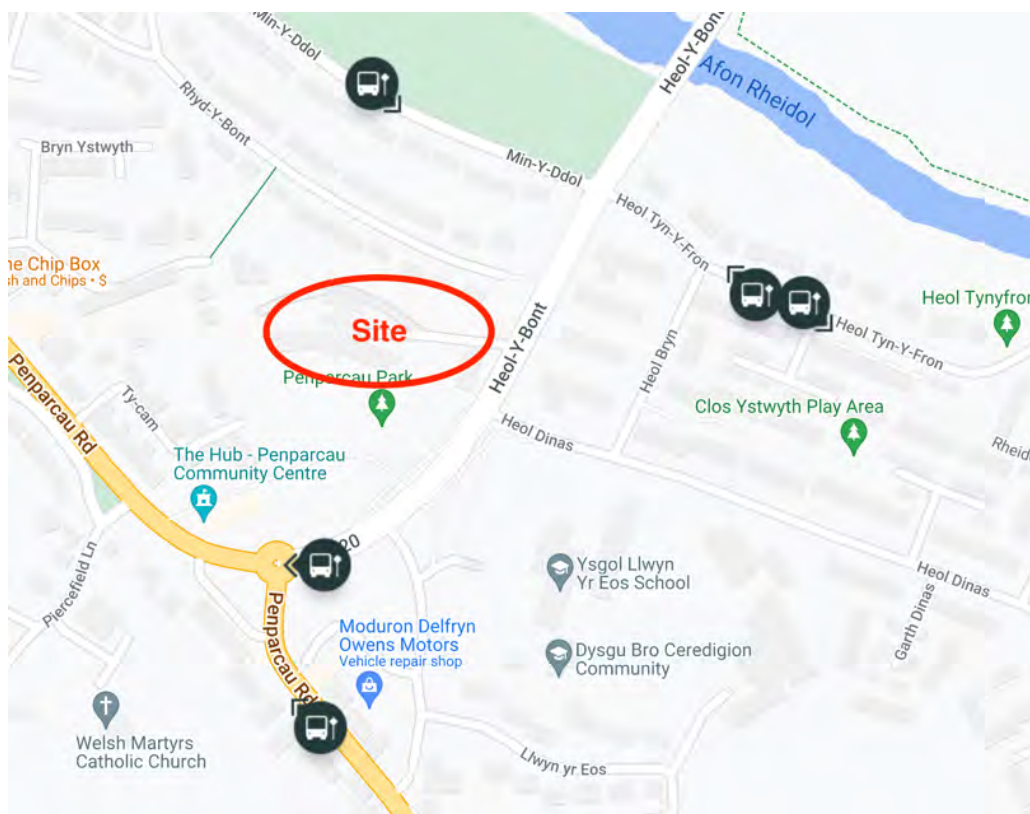 Min-Y-Ddol
Heol-Y-Bont
Afon Rheidol
Rhyd-Y-Bont
Bryn Ystwyth
Min-Y-Ddol
Heol Tyn-Y-Fron
ne Chip Box
sh and Chips • $
Site
Heol-Y-Bont
Heol Bryn
Heol Tyn-Y-Fron
Heol Tynyfron
Penparcau Rd
Ty-cam
Penparcau Park
Clos Ystwyth Play Area
Heol Dinas
Rheid
The Hub - Penparcau
Community Centre
20
Piercefield Ln
Ysgol Llwyn
Yr Eos School
Heol Dinas
Garth Dinas
Penparcau Rd
Moduron Delfryn
Owens Motors
Vehicle repair shop
Dysgu Bro Ceredigion
Community
Welsh Martyrs
Catholic Church
Llwyn yr Eos